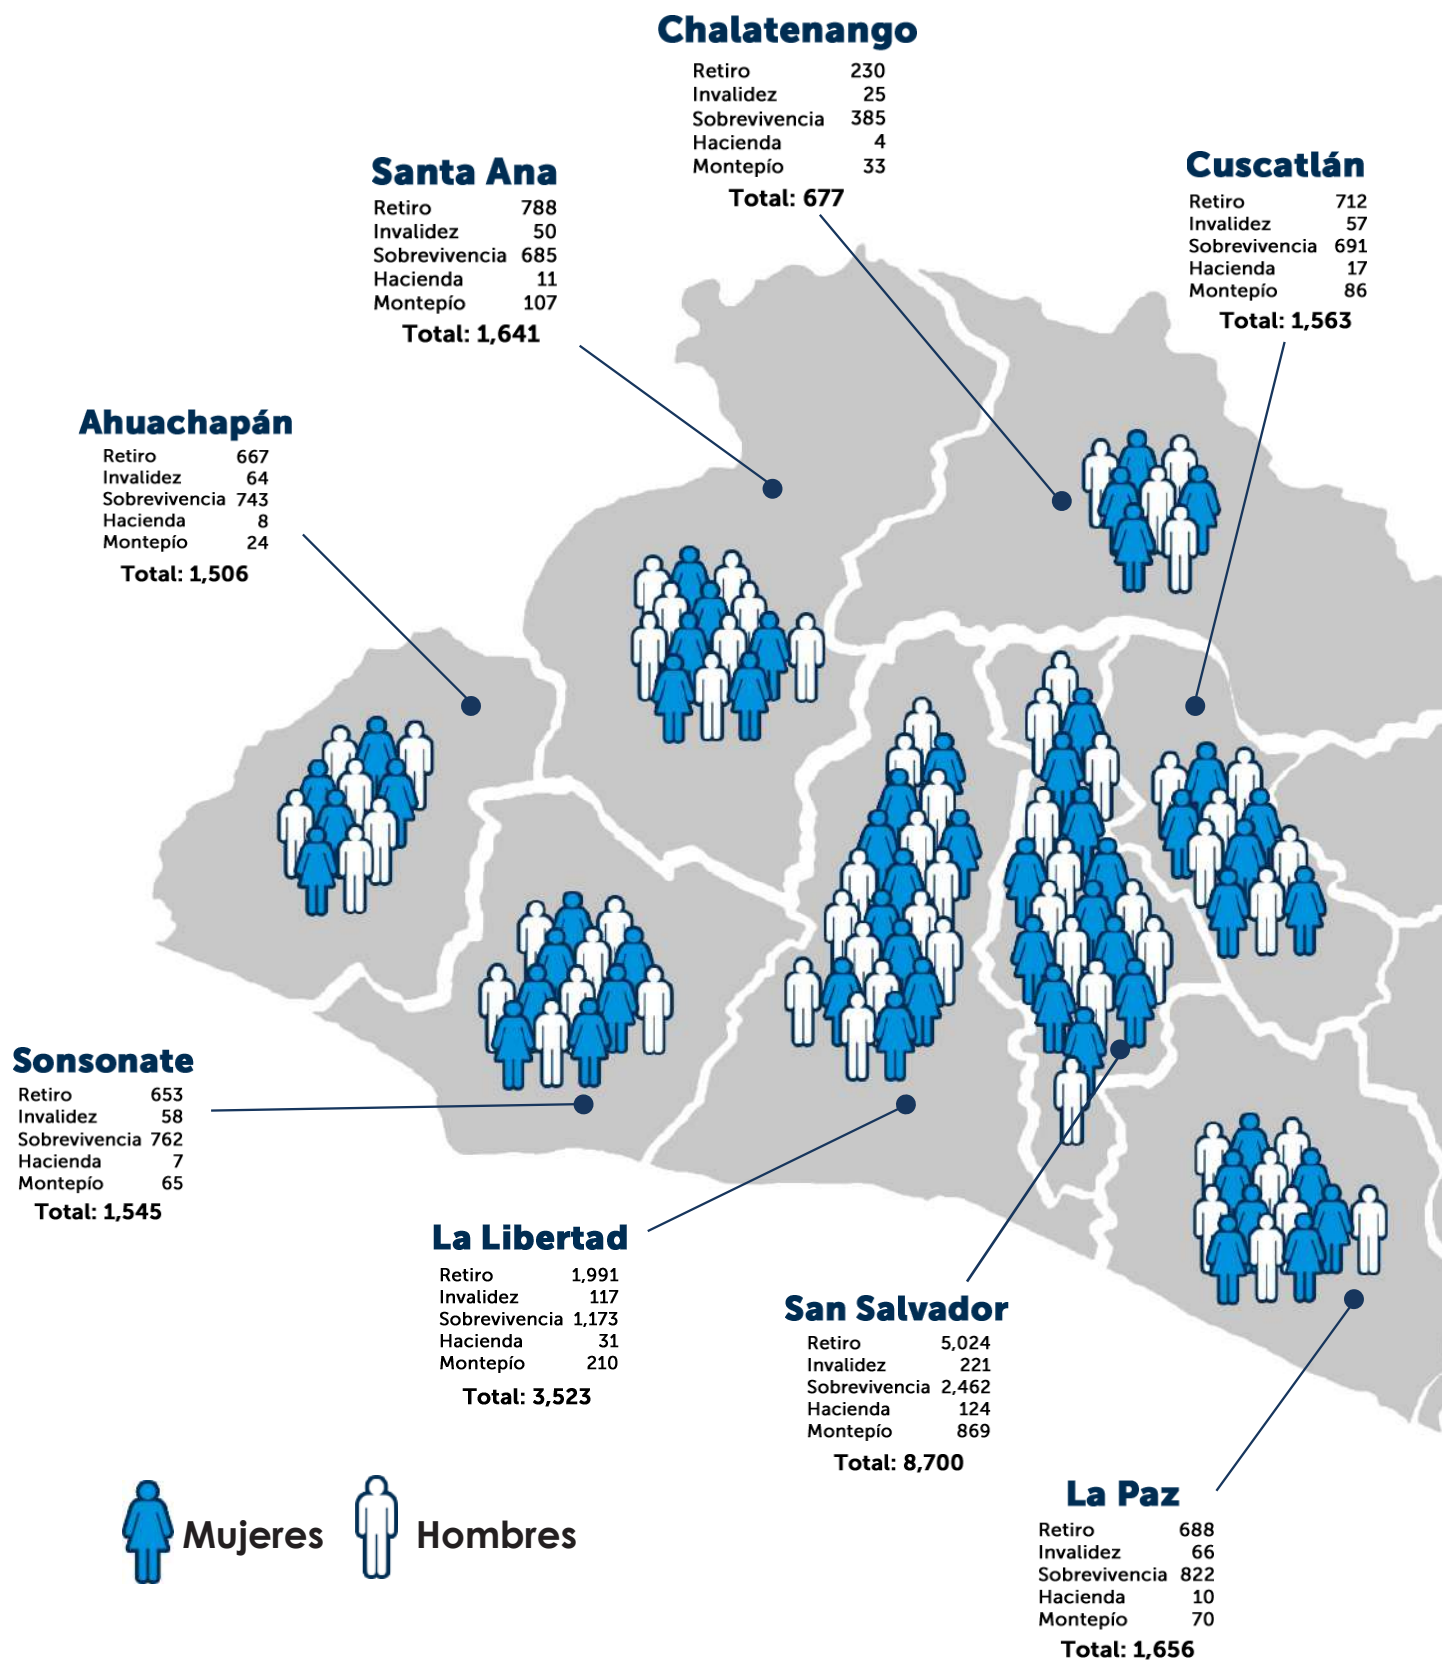 Chalatenango
Retiro 230
Invalidez 25
Sobrevivencia 385
Hacienda 4
Montepío 33
Total: 677
Santa Ana
Retiro 788
Invalidez 50
Sobrevivencia 685
Hacienda 11
Montepío 107
Total: 1,641
Cuscatlán
Retiro 712
Invalidez 57
Sobrevivencia 691
Hacienda 17
Montepío 86
Total: 1,563
Ahuachapán
Retiro 667
Invalidez 64
Sobrevivencia 743
Hacienda 8
Montepío 24
Total: 1,506
Sonsonate
Retiro 653
Invalidez 58
Sobrevivencia 762
Hacienda 7
Montepío 65
Total: 1,545
La Libertad
Retiro 1,991
Invalidez 117
Sobrevivencia 1,173
Hacienda 31
Montepío 210
Total: 3,523
San Salvador
Retiro 5,024
Invalidez 221
Sobrevivencia 2,462
Hacienda 124
Montepío 869
Total: 8,700
La Paz
Retiro 688
Invalidez 66
Sobrevivencia 822
Hacienda 10
Montepío 70
Total: 1,656
Mujeres Hombres